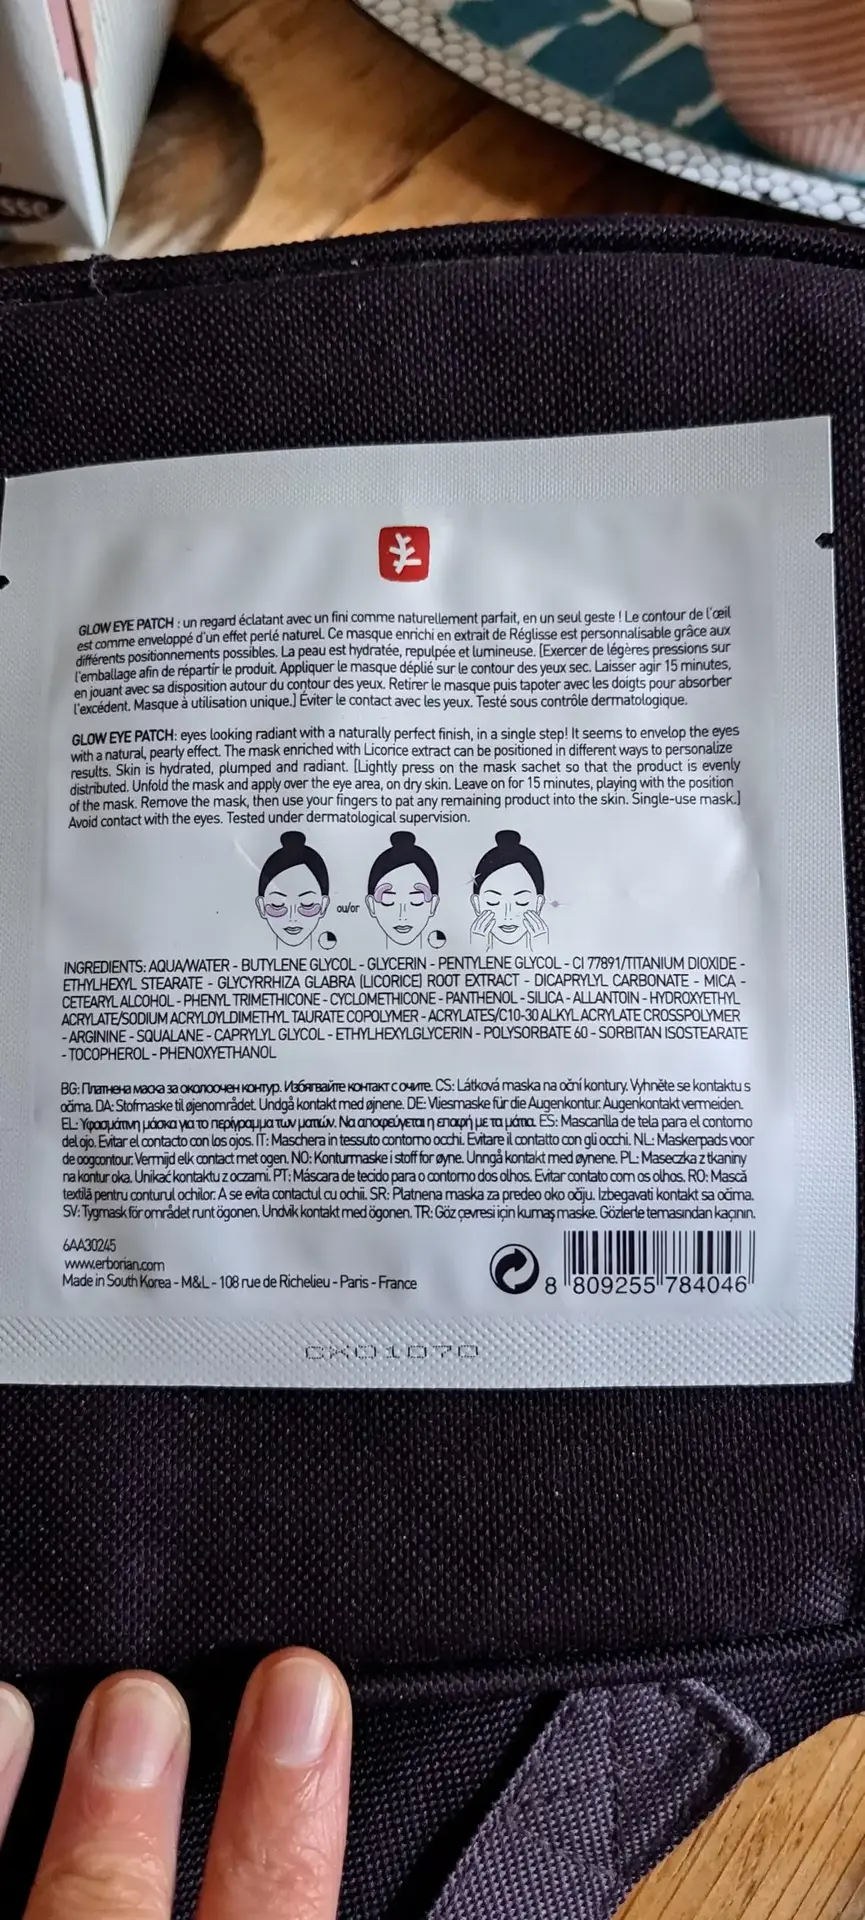 sse
GLOW EYE PATCH : un regard éclatant avec un fini comme naturellement parfait, en un seul geste ! Le contour de l'œil
est comme enveloppé d'un effet perlé naturel. Ce masque enrichi en extrait de Réglisse est personnalisable grâce aux
différents positionnements possibles. La peau est hydratée, repulpée et lumineuse. [Exercer de légères pressions sur
l'emballage afin de répartir le produit. Appliquer le masque déplié sur le contour des yeux sec. Laisser agir 15 minutes,
en jouant avec sa disposition autour du contour des yeux. Retirer le masque puis tapoter avec les doigts pour absorber
l'excédent. Masque à utilisation unique.] Éviter le contact avec les yeux. Testé sous contrôle dermatologique.
GLOW EYE PATCH: eyes looking radiant with a naturally perfect finish, in a single step! It seems to envelop the eyes
with a natural, pearly effect. The mask enriched with Licorice extract can be positioned in different ways to personalize
results. Skin is hydrated, plumped and radiant. [Lightly press on the mask sachet so that the product is evenly
distributed. Unfold the mask and apply over the eye area, on dry skin. Leave on for 15 minutes, playing with the position
of the mask. Remove the mask, then use your fingers to pat any remaining product into the skin. Single-use mask.]
Avoid contact with the eyes. Tested under dermatological supervision.
ou/or
INGREDIENTS: AQUA/WATER - BUTYLENE GLYCOL - GLYCERIN - PENTYLENE GLYCOL - CI 77891/TITANIUM DIOXIDE -
ETHYLHEXYL STEARATE - GLYCYRRHIZA GLABRA (LICORICE) ROOT EXTRACT - DICAPRYLYL CARBONATE - MICA -
CETEARYL ALCOHOL - PHENYL TRIMETHICONE - CYCLOMETHICONE - PANTHENOL - SILICA - ALLANTOIN - HYDROXYETHYL
ACRYLATE/SODIUM ACRYLOYLDIMETHYL TAURATE COPOLYMER - ACRYLATES/C10-30 ALKYL ACRYLATE CROSSPOLYMER
- ARGININE - SQUALANE - CAPRYLYL GLYCOL - ETHYLHEXYLGLYCERIN - POLYSORBATE 60 - SORBITAN ISOSTEARATE
- TOCOPHEROL - PHENOXYETHANOL
BG: Платнена маска за околоочен контур. Избягвайте контакт с очите. CS: Látková maska na oční kontury. Vyhněte se kontaktu s
očima. DA: Stofmaske til øjenområdet. Undgå kontakt med øjnene. DE: Vliesmaske für die Augenkontur. Augenkontakt vermeiden.
EL: Υφασμάτινη μάσκα για το περίγραμμα των ματιών. Να αποφεύγεται η επαφή με τα μάτια. ES: Mascarilla de tela para el contorno
del ojo. Evitar el contacto con los ojos. IT: Maschera in tessuto contorno occhi. Evitare il contatto con gli occhi. NL: Maskerpads voor
de oogcontour. Vermijd elk contact met ogen. NO: Konturmaske i stoff for øyne. Unngå kontakt med øynene. PL: Maseczka z tkaniny
na kontur oka. Unikać kontaktu z oczami. PT: Máscara de tecido para o contorno dos olhos. Evitar contato com os olhos. RO: Mască
textilă pentru conturul ochilor. A se evita contactul cu ochii. SR: Platnena maska za predeo oko očiju. Izbegavati kontakt sa očima.
SV: Tygmask för området runt ögonen. Undvik kontakt med ögonen. TR: Göz çevresi için kumaş maske. Gözlerle temasından kaçının.
6AA30245
www.erborian.com
Made in South Korea - M&L - 108 rue de Richelieu - Paris - France
8 809255 784046
CX01070